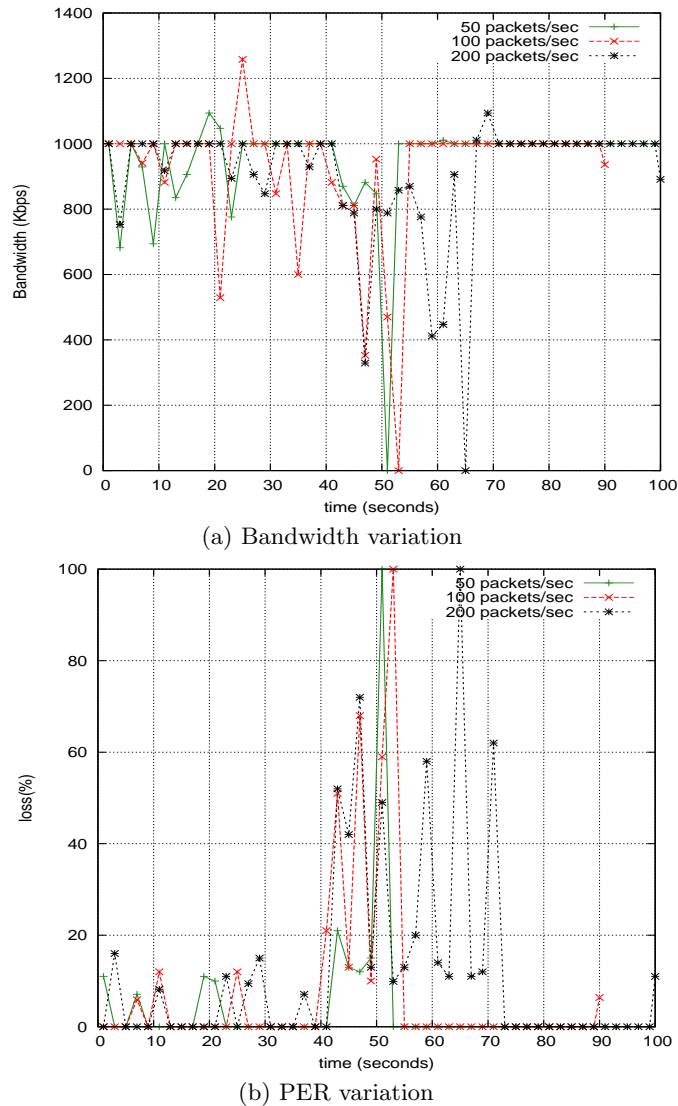 1400
1200
1000
800
600
400
200
0
Bandwidth (Kbps)
50 packets/sec
100 packets/sec
200 packets/sec
0 10 20 30 40 50 60 70 80 90 100
time (seconds)
(a) Bandwidth variation
100
80
60
40
20
0
loss(%)
50 packets/sec
100 packets/sec
200 packets/sec
0 10 20 30 40 50 60 70 80 90 100
time (seconds)
(b) PER variation